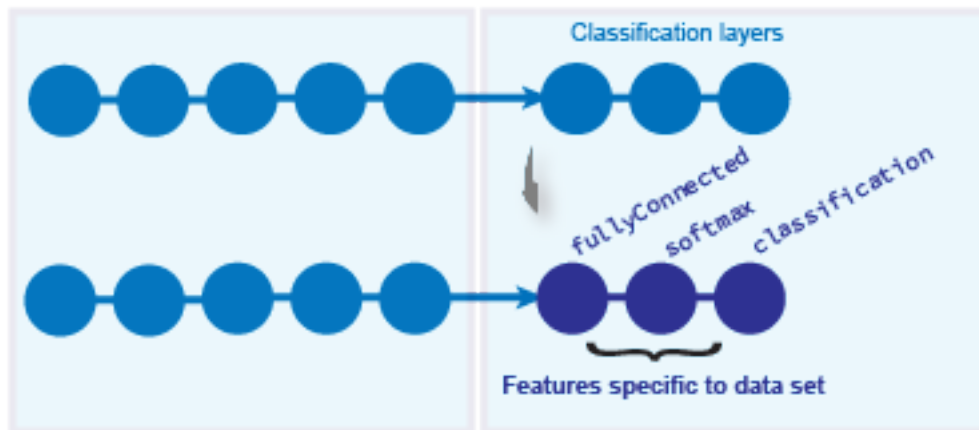 Classification layers
fullyConnected
softmax
classification
Features specific to data set